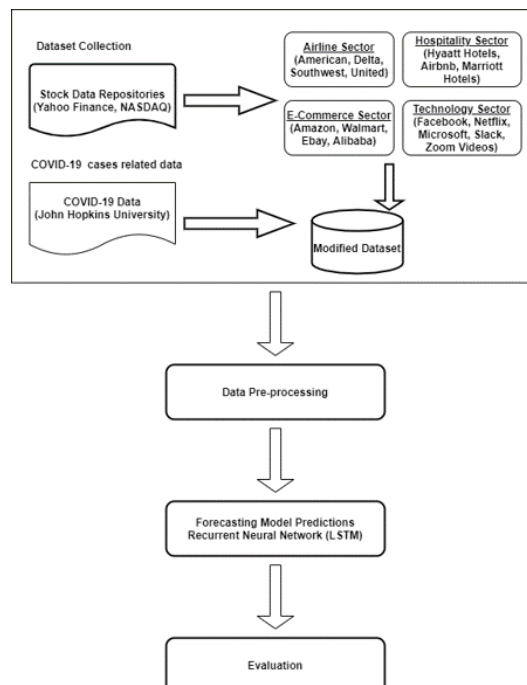 Dataset Collection
Stock Data Repositories
(Yahoo Finance, NASDAQ)
Airline Sector
(American, Delta,
Southwest, United)
Hospitality Sector
(Hyaatt Hotels,
Airbnb, Marriott
Hotels)
E-Commerce Sector
(Amazon, Walmart,
Ebay, Alibaba)
Technology Sector
(Facebook, Netflix,
Microsoft, Slack,
Zoom Videos)
COVID-19 cases related data
COVID-19 Data
(John Hopkins University)
Modified Dataset
Data Pre-processing
Forecasting Model Predictions
Recurrent Neural Network (LSTM)
Evaluation